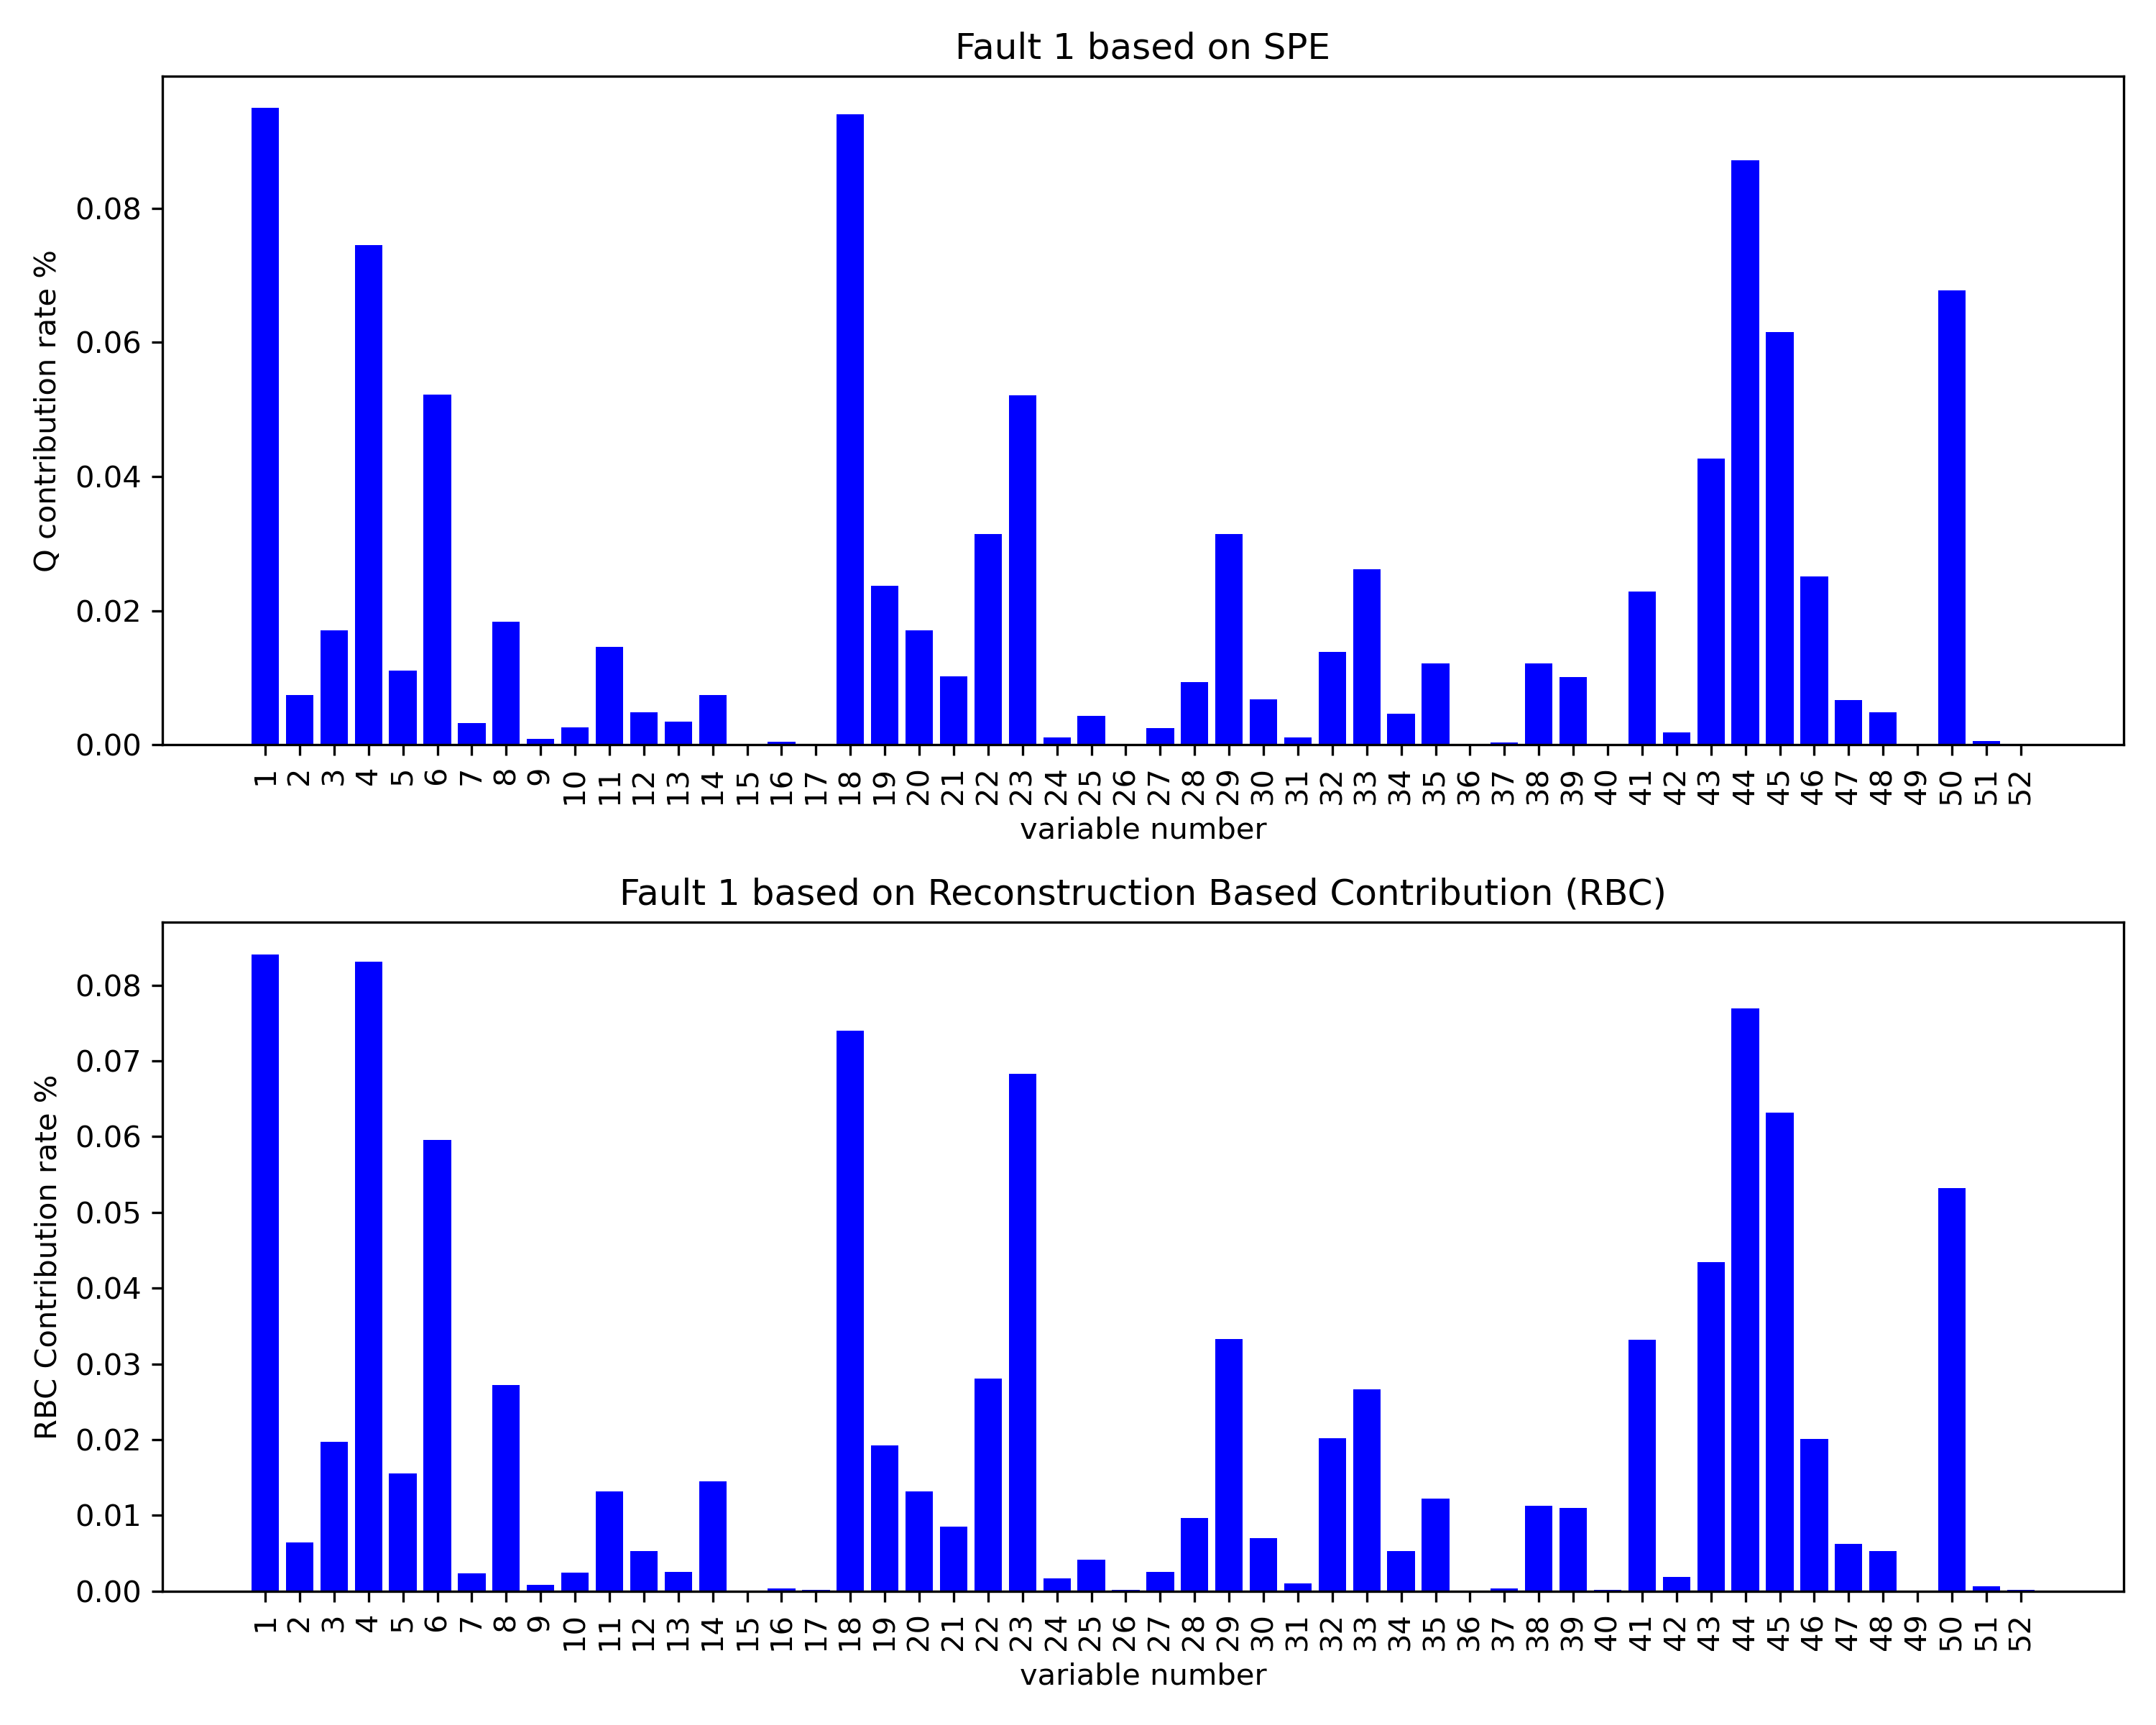 Fault 1 based on SPE
Q contribution rate %
0.08
0.06
0.04
0.02
0.00
1 2 3 4 5 6 7 8 9 10 11 12 13 14 15 16 17 18 19 20 21 22 23 24 25 26 27 28 29 30 31 32 33 34 35 36 37 38 39 40 41 42 43 44 45 46 47 48 49 50 51 52
variable number
Fault 1 based on Reconstruction Based Contribution (RBC)
RBC Contribution rate %
0.08
0.07
0.06
0.05
0.04
0.03
0.02
0.01
0.00
1 2 3 4 5 6 7 8 9 10 11 12 13 14 15 16 17 18 19 20 21 22 23 24 25 26 27 28 29 30 31 32 33 34 35 36 37 38 39 40 41 42 43 44 45 46 47 48 49 50 51 52
variable number